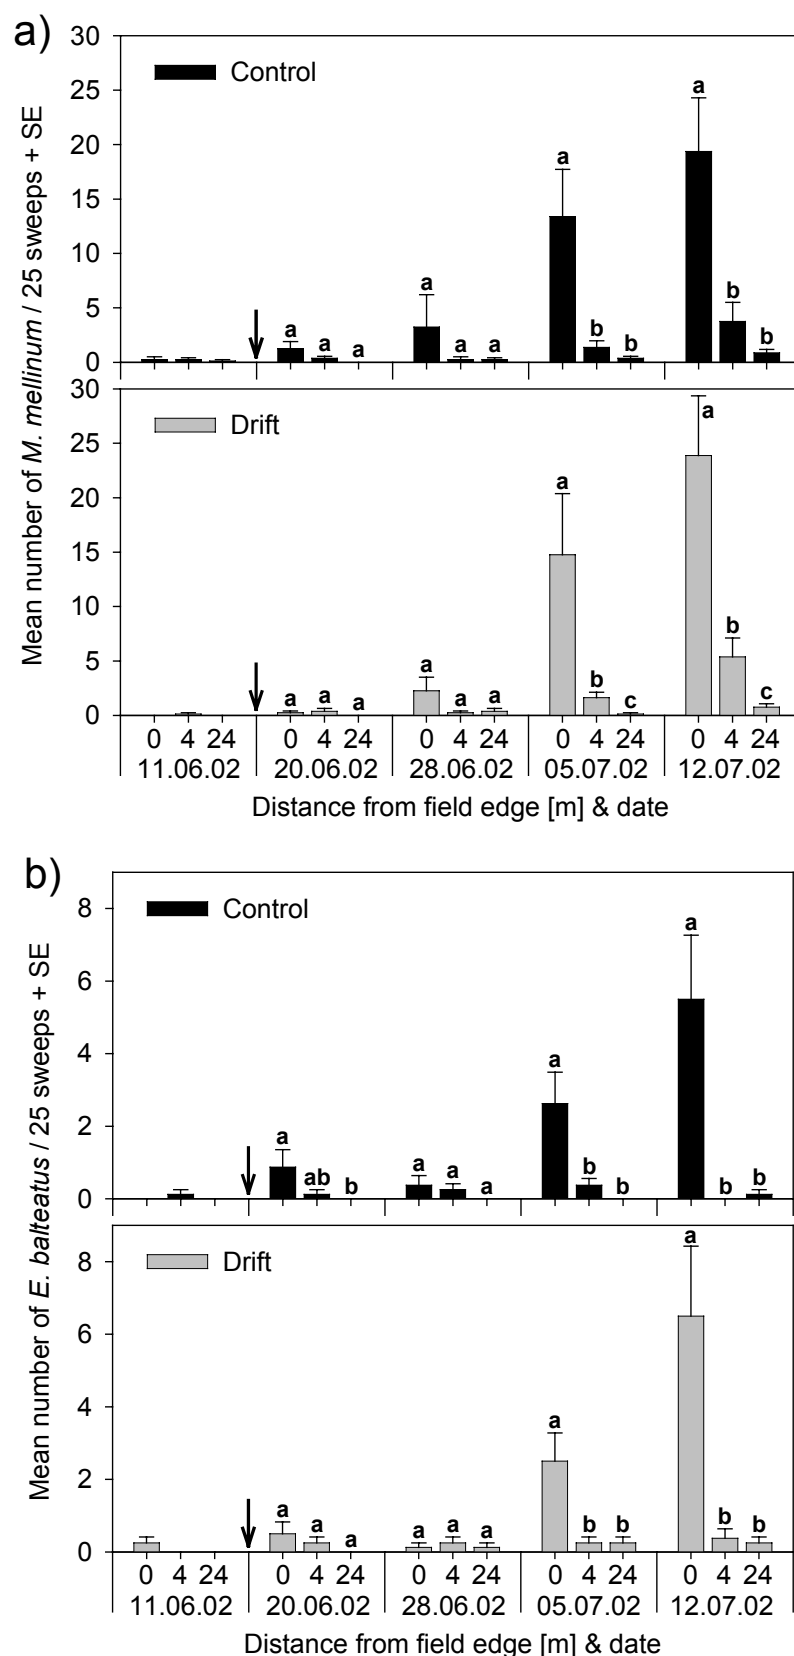 a)
Mean number of M. mellinum / 25 sweeps + SE
30
25
20
15
10
5
0
Control
a a a
a a a
a b b
a b b
30
25
20
15
10
5
0
Drift
a a a
a a a
a b c
a b c
0 4 24 0 4 24 0 4 24 0 4 24 0 4 24
11.06.02 20.06.02 28.06.02 05.07.02 12.07.02
Distance from field edge [m] & date
b)
Mean number of E. balteatus / 25 sweeps + SE
8
6
4
2
0
Control
a ab b
a a a
a b b
a b b
8
6
4
2
0
Drift
a a a
a a a
a b b
a b b
0 4 24 0 4 24 0 4 24 0 4 24 0 4 24
11.06.02 20.06.02 28.06.02 05.07.02 12.07.02
Distance from field edge [m] & date